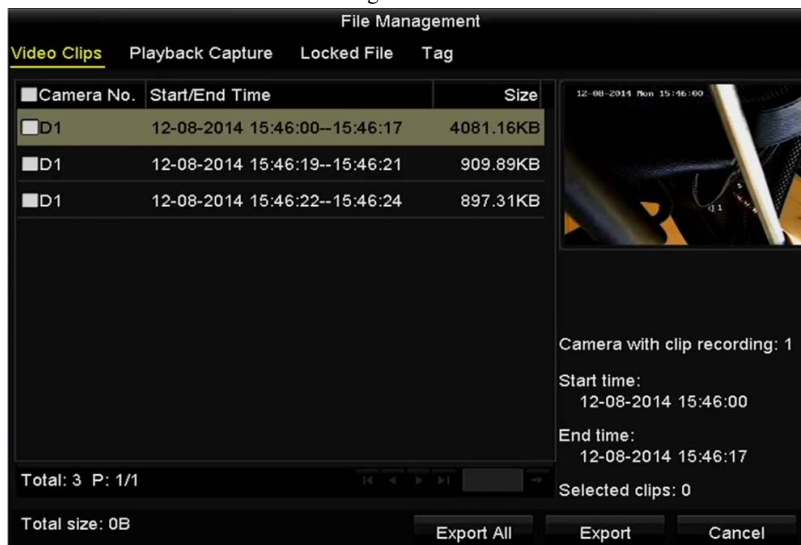 File Management
Video Clips Playback Capture Locked File Tag
Camera No. Start/End Time Size
D1 12-08-2014 15:46:00--15:46:17 4081.16KB
D1 12-08-2014 15:46:19--15:46:21 909.89KB
D1 12-08-2014 15:46:22--15:46:24 897.31KB
12-08-2014 Mon 15:46:00
Camera with clip recording: 1
Start time:
12-08-2014 15:46:00
End time:
12-08-2014 15:46:17
Selected clips: 0
Total: 3 P: 1/1
Total size: 0B
Export All Export Cancel